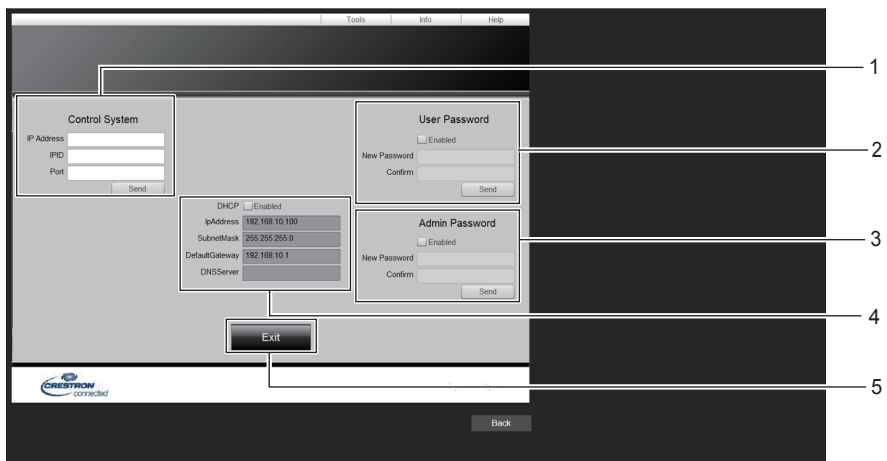 Tools Info Help
1
Control System
IP Address
IPID
Port
Send
User Password
Enabled
New Password
Confirm
Send
2
DHCP Enabled
IpAddress 192.168.10.100
SubnetMask 255.255.255.0
DefaultGateway 192.168.10.1
DNSServer
Admin Password
Enabled
New Password
Confirm
Send
3
4
Exit
5
CRESTRON
connected
Back